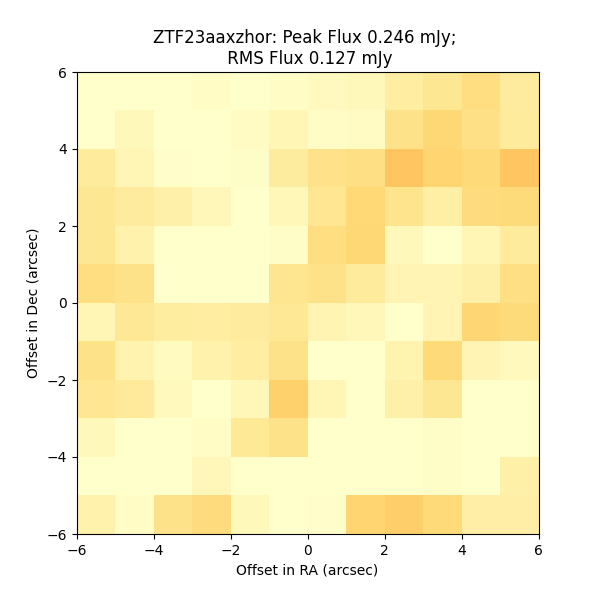 ZTF23aaxzhor: Peak Flux 0.246 mJy;
RMS Flux 0.127 mJy
6
4
2
0
−2
−4
−6
Offset in Dec (arcsec)
−6 −4 −2 0 2 4 6
Offset in RA (arcsec)